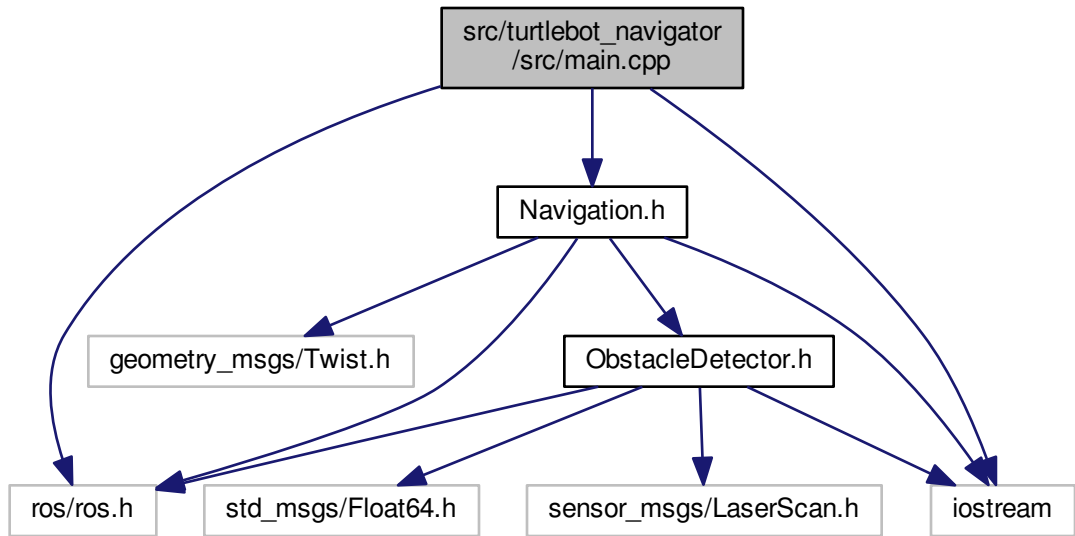 src/turtlebot_navigator
/src/main.cpp
Navigation.h
geometry_msgs/Twist.h
ObstacleDetector.h
ros/ros.h
std_msgs/Float64.h
sensor_msgs/LaserScan.h
iostream